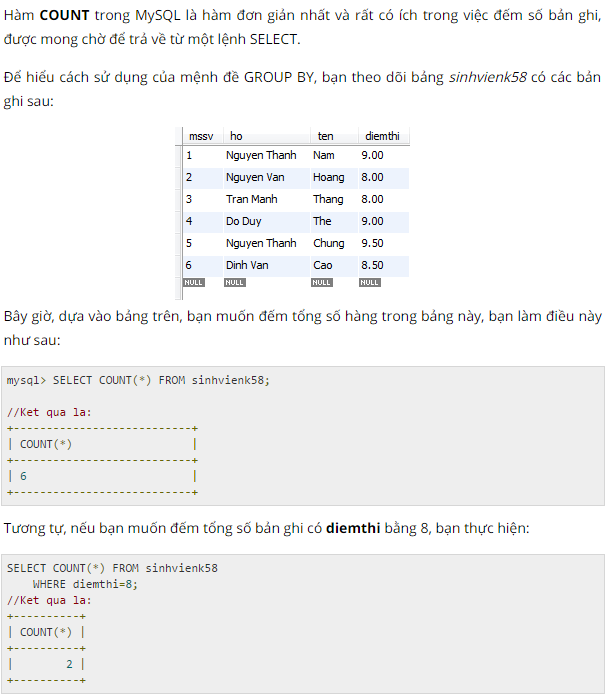 Hàm COUNT trong MySQL là hàm đơn giản nhất và rất có ích trong việc đếm số bản ghi,
được mong chờ để trả về từ một lệnh SELECT.
Để hiểu cách sử dụng của mệnh đề GROUP BY, bạn theo dõi bảng sinhvienk58 có các bản
ghi sau:
mssv ho ten diemthi
1 Nguyen Thanh Nam 9.00
2 Nguyen Van Hoang 8.00
3 Tran Manh Thang 8.00
4 Do Duy The 9.00
5 Nguyen Thanh Chung 9.50
6 Dinh Van Cao 8.50
NULL NULL NULL NULL
Bây giờ, dựa vào bảng trên, bạn muốn đếm tổng số hàng trong bảng này, bạn làm điều này
như sau:
mysql> SELECT COUNT(*) FROM sinhvienk58;
//Ket qua la:
+---------------------------+
| COUNT(*)                  |
+---------------------------+
| 6                         |
+---------------------------+
Tương tự, nếu bạn muốn đếm tổng số bản ghi có diemthi bằng 8, bạn thực hiện:
SELECT COUNT(*) FROM sinhvienk58
    WHERE diemthi=8;
//Ket qua la:
+----------+
| COUNT(*) |
+----------+
|        2 |
+----------+